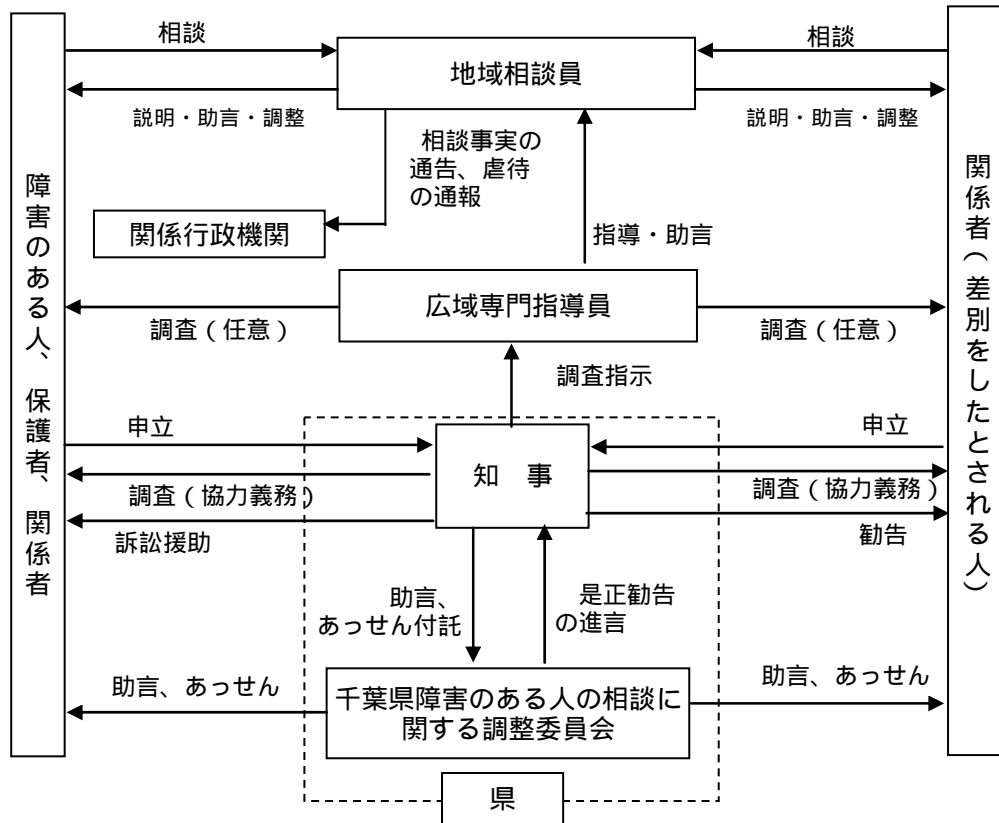 相談
相談
地域相談員
説明・助言・調整
説明・助言・調整
相談事実の
通告、虐待
の通報
関係行政機関
指導・助言
障害のある人、保護者、関係者
関係者(差別をしたとされる人)
広域専門指導員
調査(任意)
調査(任意)
調査指示
申立
申立
知 事
調査(協力義務)
調査(協力義務)
訴訟援助
勧告
助言、
あっせん付託
是正勧告
の進言
助言、あっせん
助言、あっせん
千葉県障害のある人の相談に
関する調整委員会
県